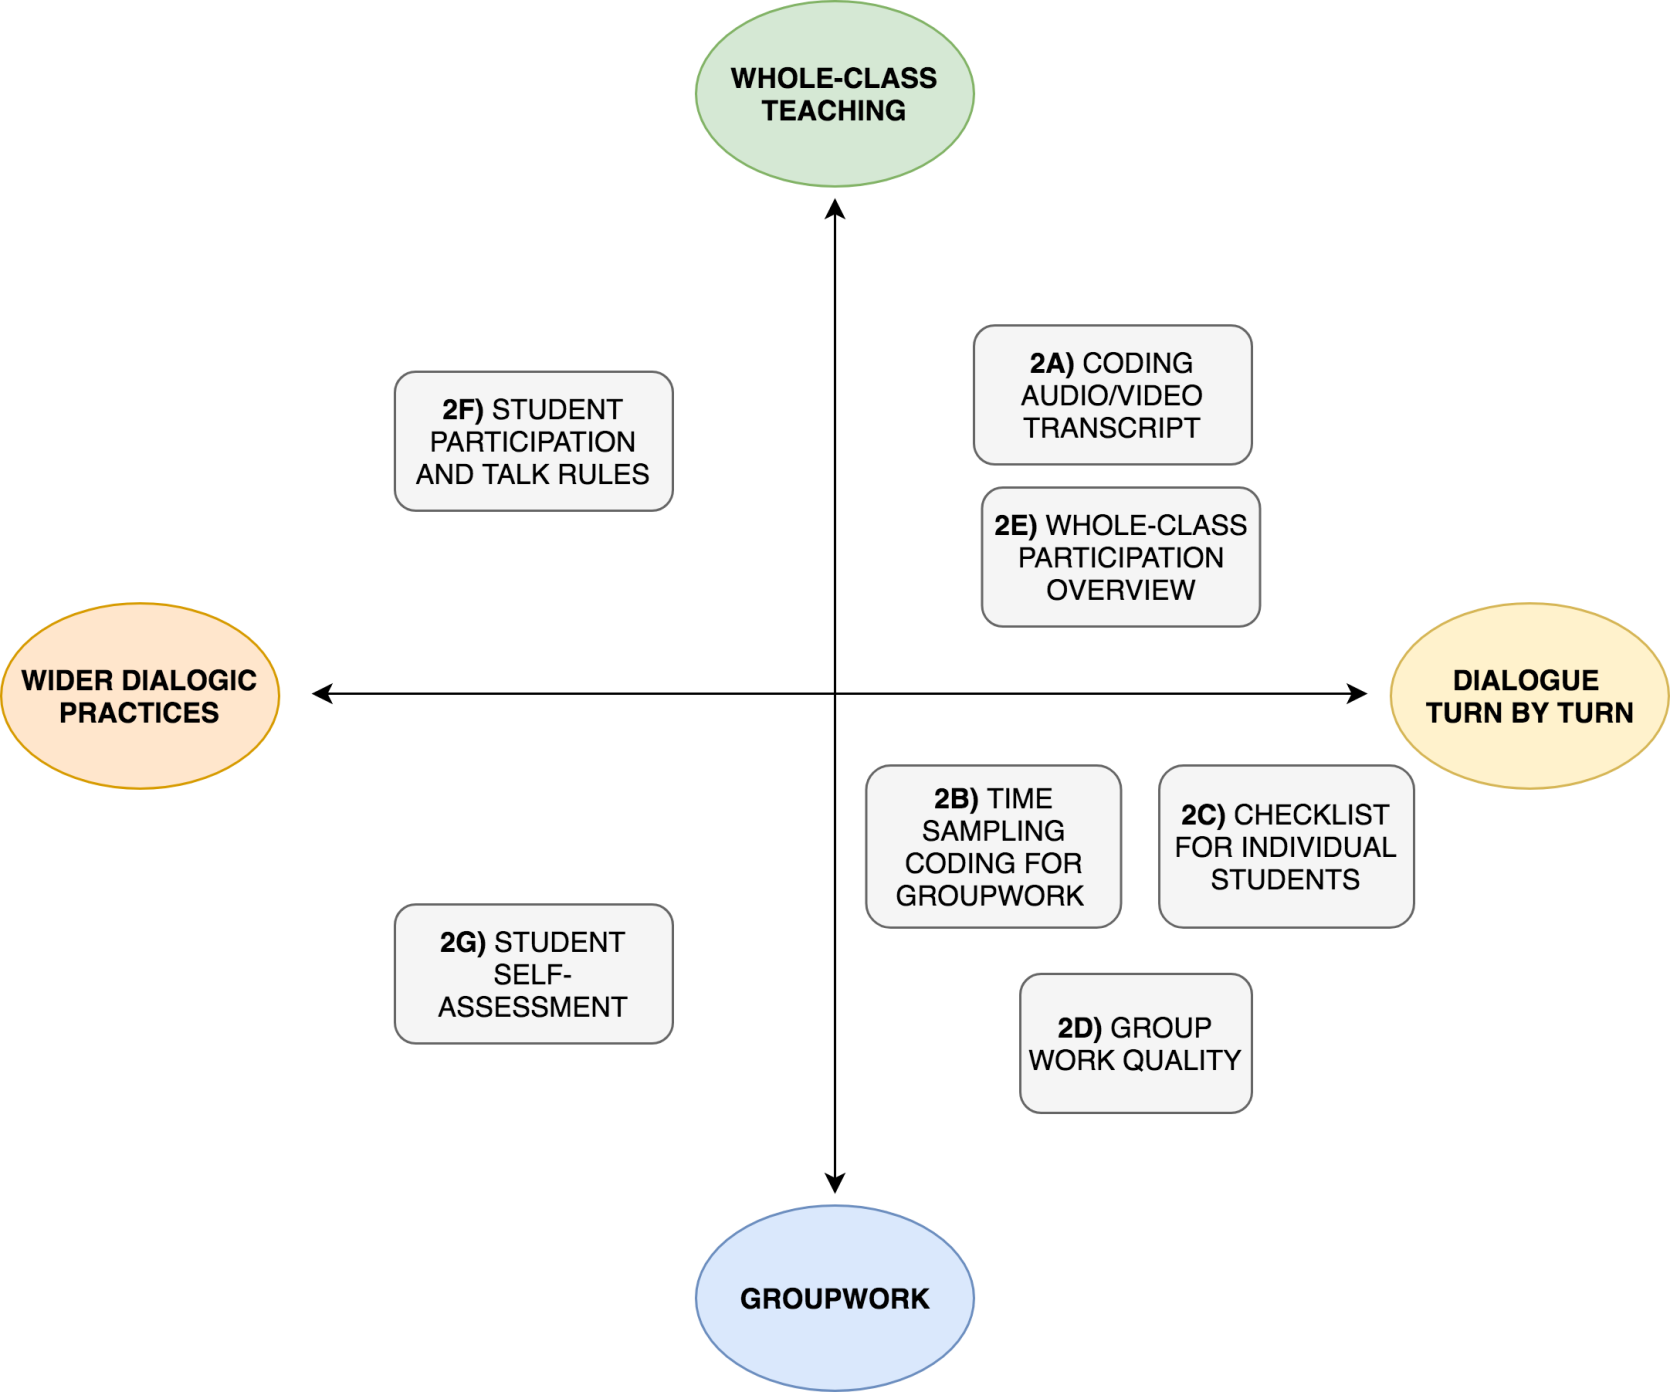 WHOLE-CLASS
TEACHING
2A) CODING
AUDIO/VIDEO
TRANSCRIPT
2F) STUDENT
PARTICIPATION
AND TALK RULES
2E) WHOLE-CLASS
PARTICIPATION
OVERVIEW
WIDER DIALOGIC
PRACTICES
DIALOGUE
TURN BY TURN
2B) TIME
SAMPLING
CODING FOR
GROUPWORK
2C) CHECKLIST
FOR INDIVIDUAL
STUDENTS
2G) STUDENT
SELF-
ASSESSMENT
2D) GROUP
WORK QUALITY
GROUPWORK